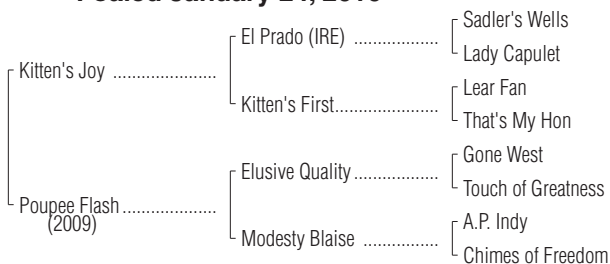 Foaled January 24,
Sadler's Wells
El Prado (IRE) ..................
Lady Capulet
Kitten's Joy ......................
Lear Fan
Kitten's First......................
That's My Hon
Gone West
Elusive Quality ..................
Touch of Greatness
Poupee Flash....................
(2009)
A.P. Indy
Modesty Blaise ................
Chimes of Freedom